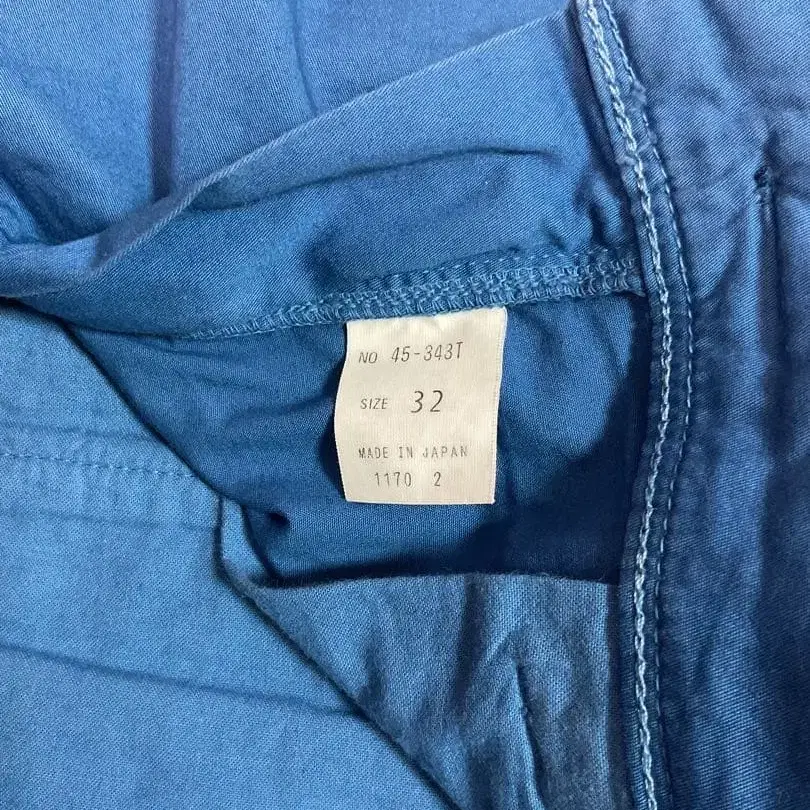 NO 45-343T
SIZE 32
MADE IN JAPAN
1170 2